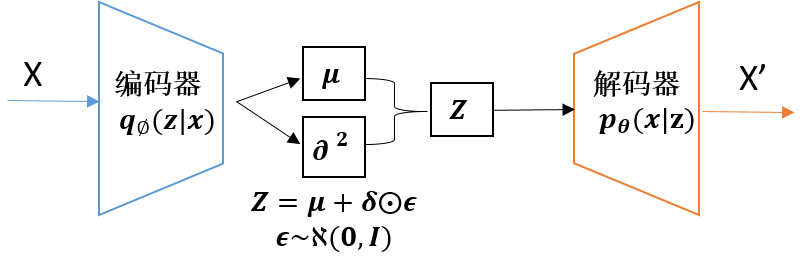 X
编码器
q∅(z|x)
μ
∂ ²
Z = μ + δ⊙ϵ
ϵ~ℵ(0, I)
Z
解码器
pθ(x|z)
X’